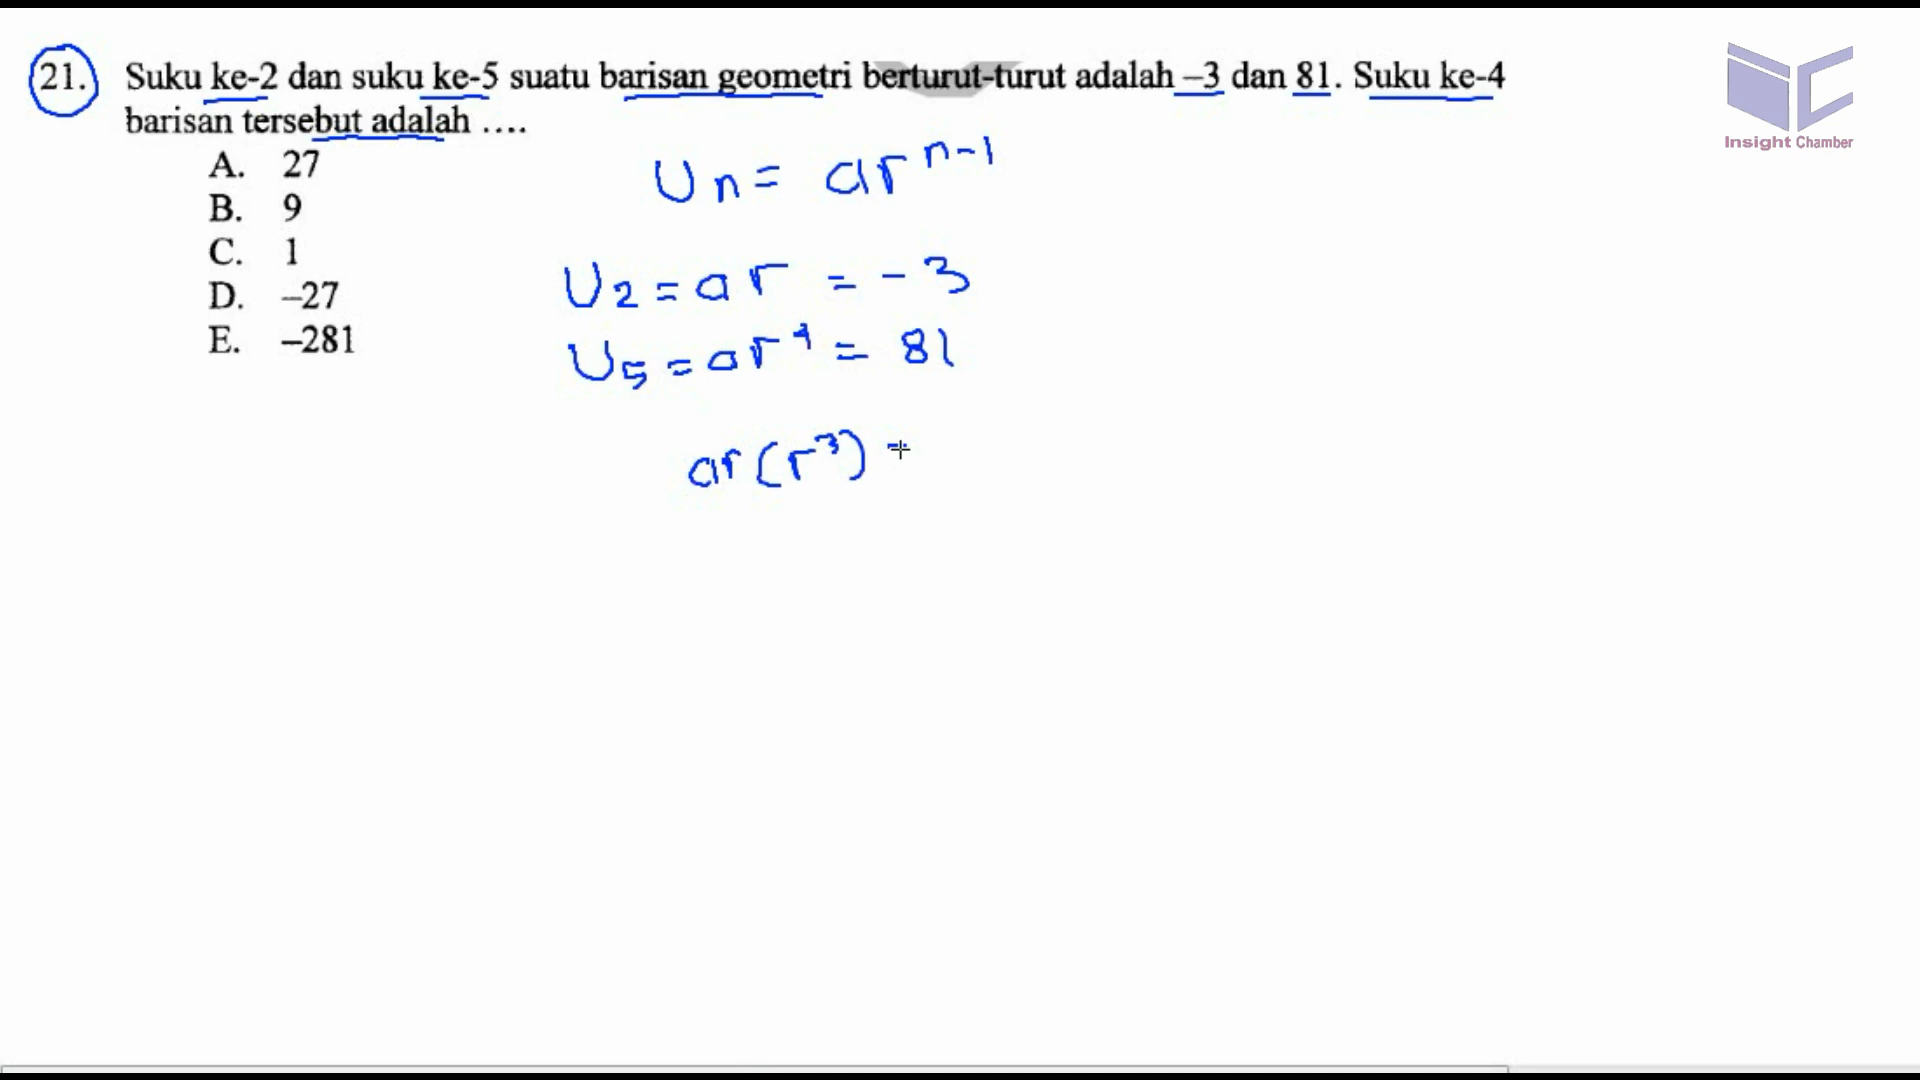 21. Suku ke-2 dan suku ke-5 suatu barisan geometri berturut-turut adalah –3 dan 81. Suku ke-4
barisan tersebut adalah ….
A. 27
B. 9
C. 1
D. –27
E. –281
Un = ar^n-1
U2 = ar = -3
U5 = ar^4 = 81
ar(r^3) =
Insight Chamber